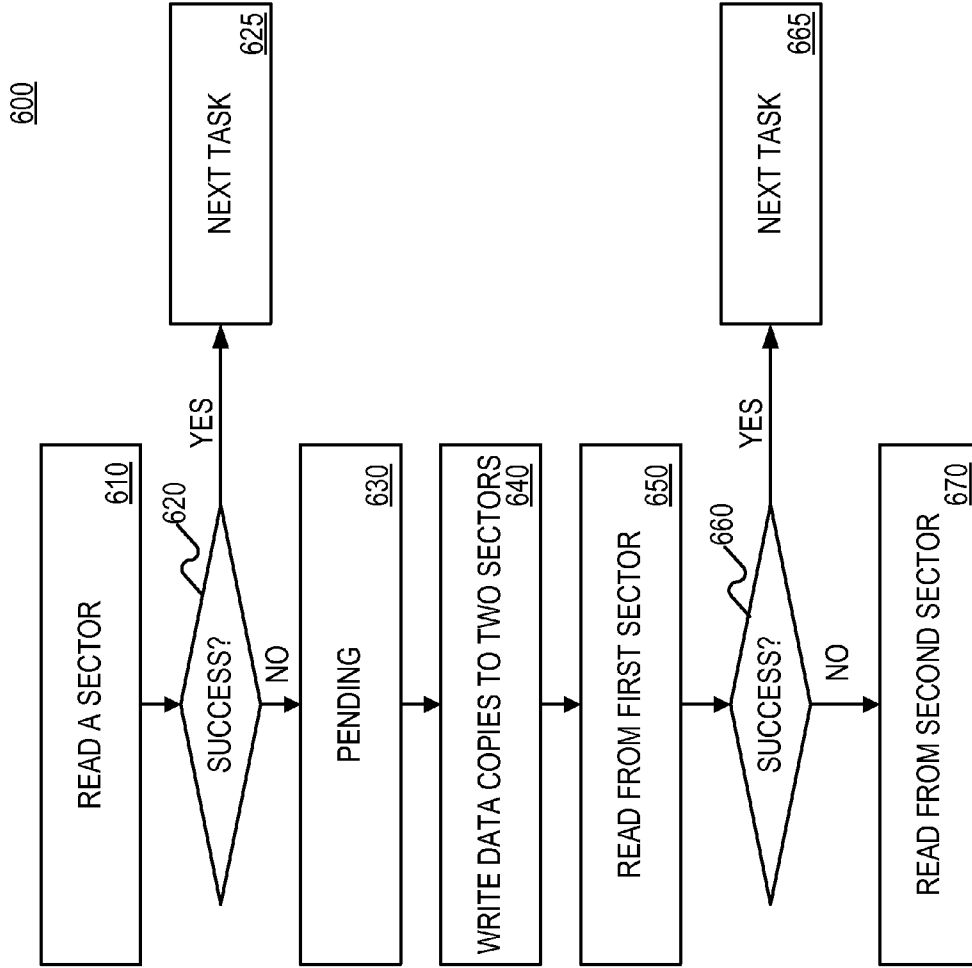 600
READ A SECTOR
610
SUCCESS?
620
YES
NEXT TASK
625
NO
PENDING
630
WRITE DATA COPIES TO TWO SECTORS
640
READ FROM FIRST SECTOR
650
SUCCESS?
660
YES
NEXT TASK
665
NO
READ FROM SECOND SECTOR
670